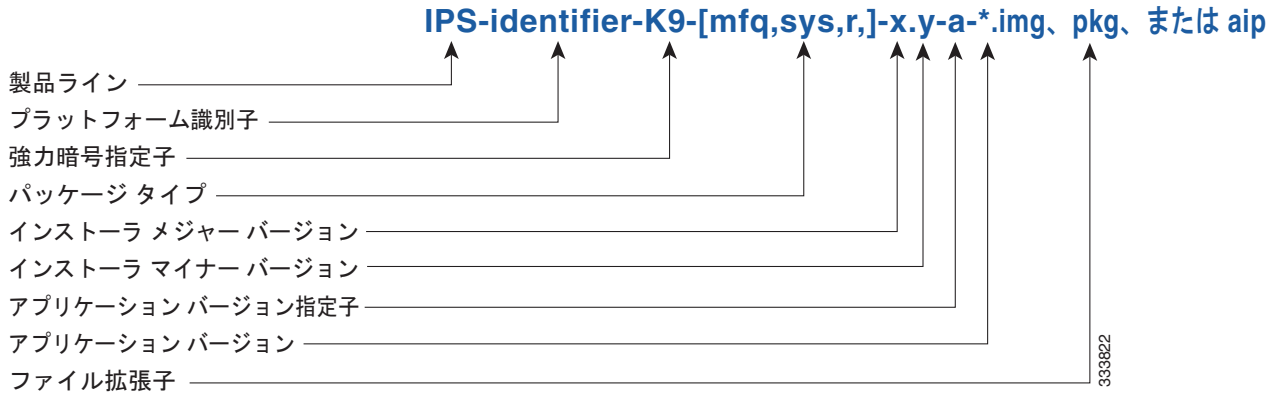 IPS-identifier-K9-[mfq,sys,r,]-x.y-a-*.img、pkg、または aip
製品ライン
プラットフォーム識別子
強力暗号指定子
パッケージ タイプ
インストーラ メジャー バージョン
インストーラ マイナー バージョン
アプリケーション バージョン指定子
アプリケーション バージョン
ファイル拡張子
333822